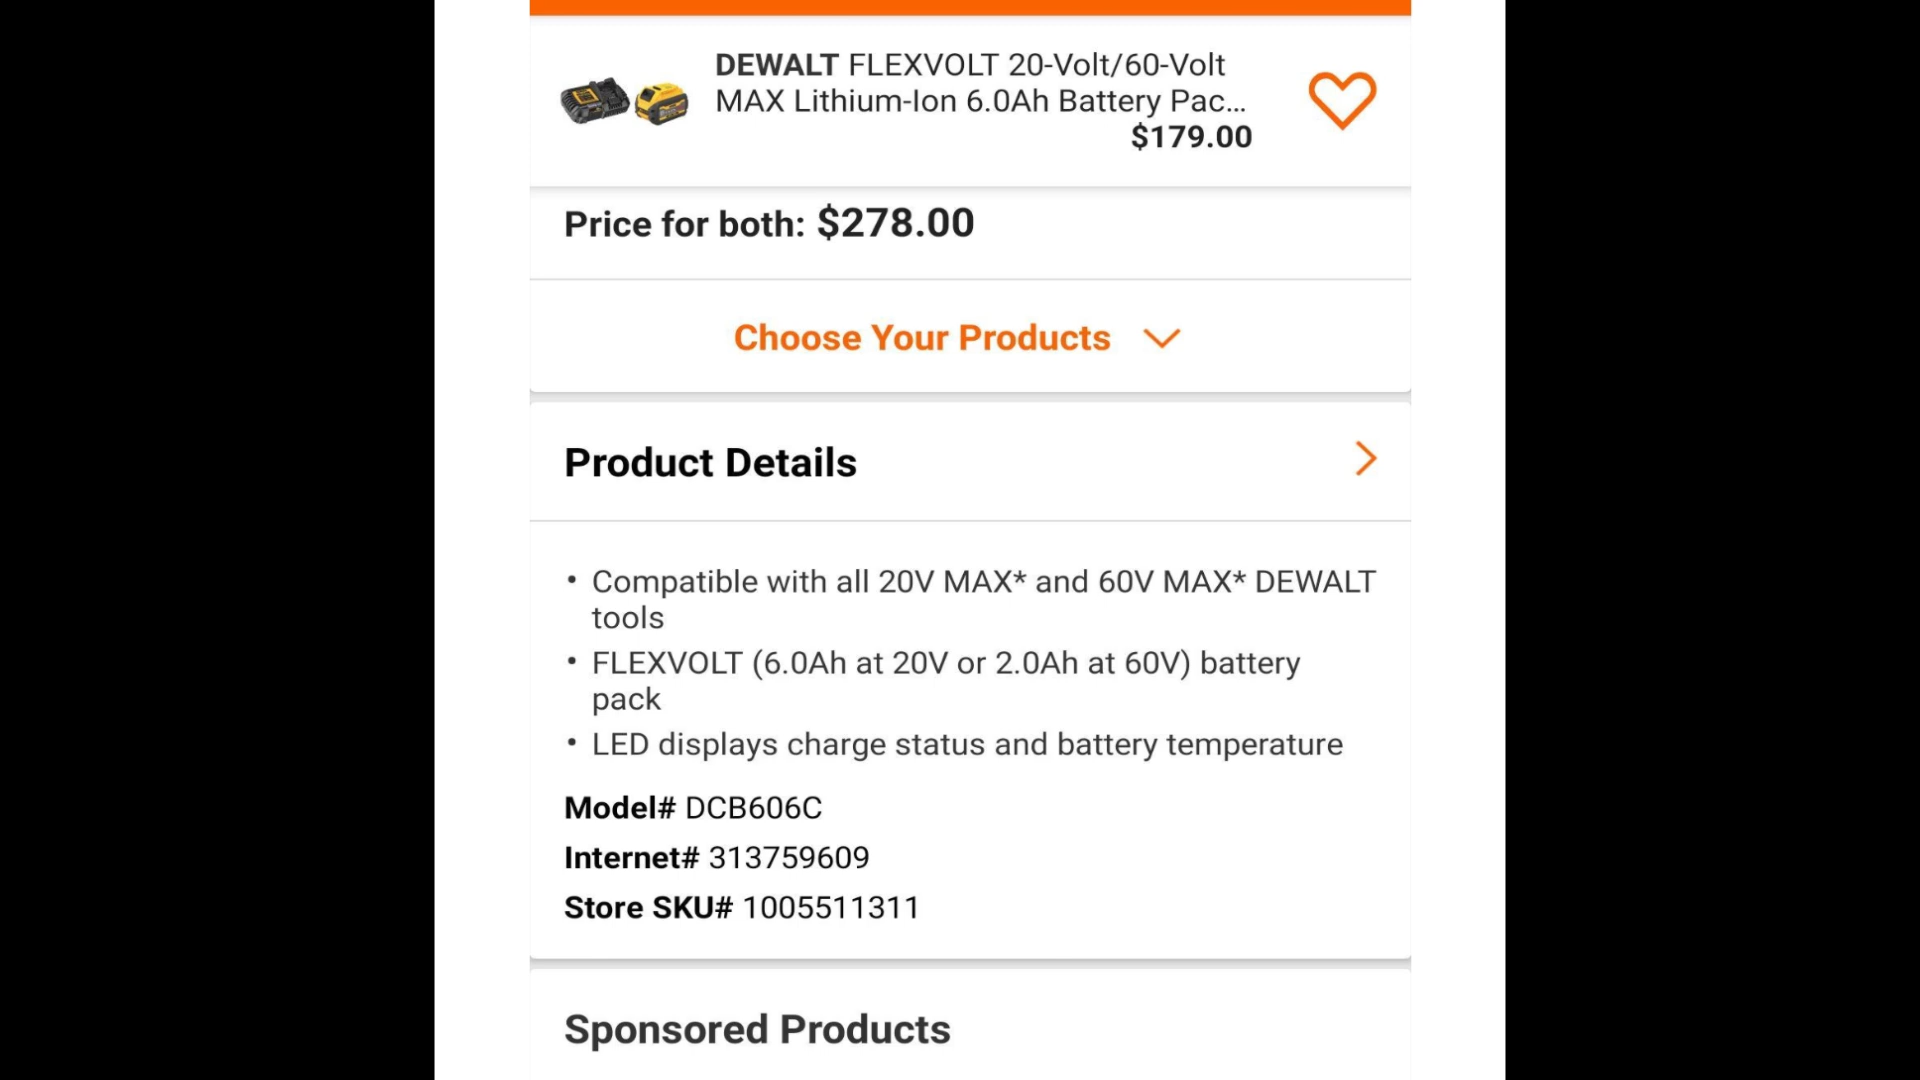 DEWALT FLEXVOLT 20-Volt/60-Volt
MAX Lithium-Ion 6.0Ah Battery Pac...
$179.00
Price for both: $278.00
Choose Your Products
Product Details
• Compatible with all 20V MAX* and 60V MAX* DEWALT
tools
• FLEXVOLT (6.0Ah at 20V or 2.0Ah at 60V) battery
pack
• LED displays charge status and battery temperature
Model# DCB606C
Internet# 313759609
Store SKU# 1005511311
Sponsored Products